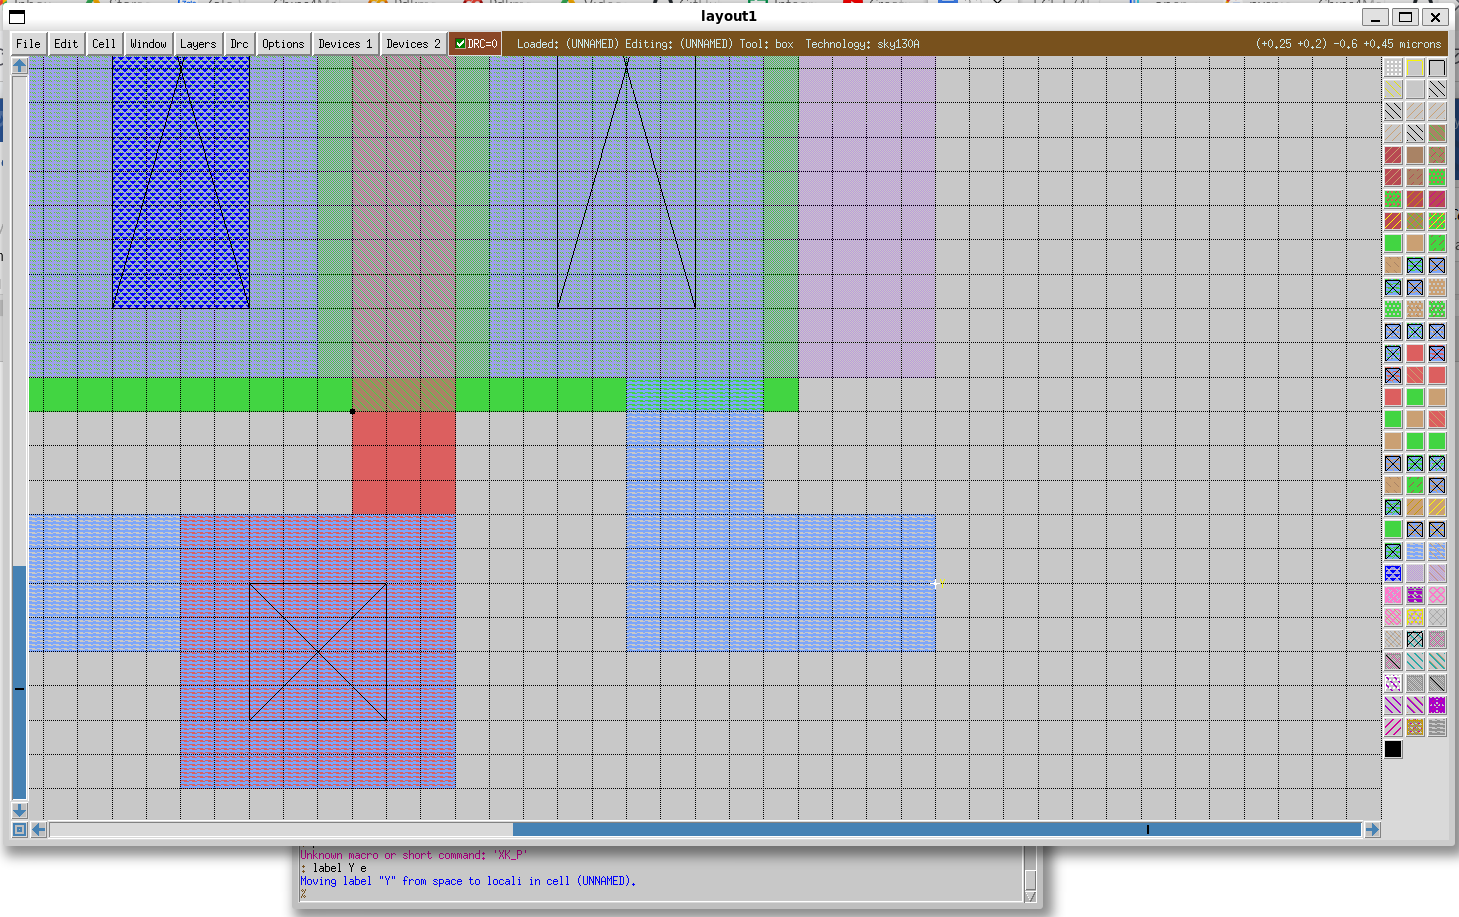 layout1
File Edit Cell Window Layers Drc Options Devices 1 Devices 2 DRC=0 Loaded: (UNNAMED) Editing: (UNNAMED) Tool: box Technology: sky130A (+0.25 +0.2) -0.6 +0.45 microns
Unknown macro or short command: 'XK_P'
: label Y e
Moving label "Y" from space to locali in cell (UNNAMED).
%